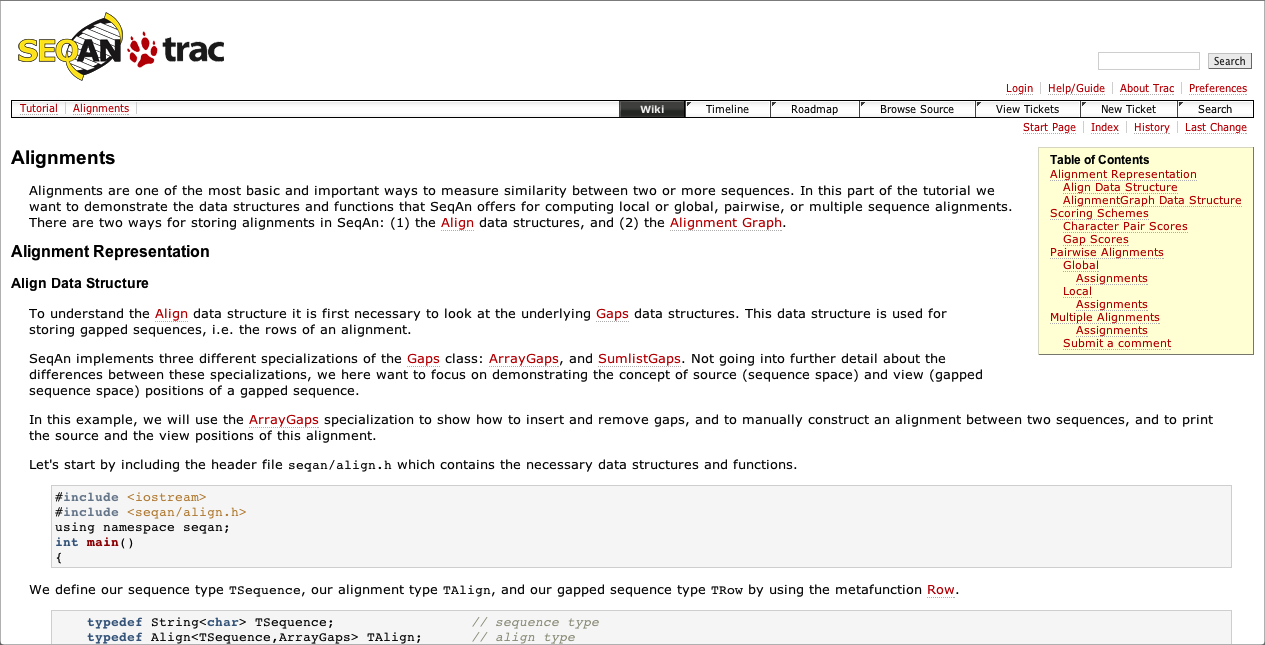 SEQAN trac
Search
Login Help/Guide About Trac Preferences
Tutorial Alignments Wiki Timeline Roadmap Browse Source View Tickets New Ticket Search
Start Page Index History Last Change
Alignments
Alignments are one of the most basic and important ways to measure similarity between two or more sequences. In this part of the tutorial we
want to demonstrate the data structures and functions that SeqAn offers for computing local or global, pairwise, or multiple sequence alignments.
There are two ways for storing alignments in SeqAn: (1) the Align data structures, and (2) the Alignment Graph.
Table of Contents
Alignment Representation
Align Data Structure
AlignmentGraph Data Structure
Scoring Schemes
Character Pair Scores
Gap Scores
Pairwise Alignments
Global
Assignments
Local
Assignments
Multiple Alignments
Assignments
Submit a comment
Alignment Representation
Align Data Structure
To understand the Align data structure it is first necessary to look at the underlying Gaps data structures. This data structure is used for
storing gapped sequences, i.e. the rows of an alignment.
SeqAn implements three different specializations of the Gaps class: ArrayGaps, and SumlistGaps. Not going into further detail about the
differences between these specializations, we here want to focus on demonstrating the concept of source (sequence space) and view (gapped
sequence space) positions of a gapped sequence.
In this example, we will use the ArrayGaps specialization to show how to insert and remove gaps, and to manually construct an alignment between two sequences, and to print
the source and the view positions of this alignment.
Let's start by including the header file seqan/align.h which contains the necessary data structures and functions.
#include <iostream>
#include <seqan/align.h>
using namespace seqan;
int main()
{
We define our sequence type TSequence, our alignment type TAlign, and our gapped sequence type TRow by using the metafunction Row.
typedef String<char> TSequence; // sequence type
typedef Align<TSequence,ArrayGaps> TAlign; // align type